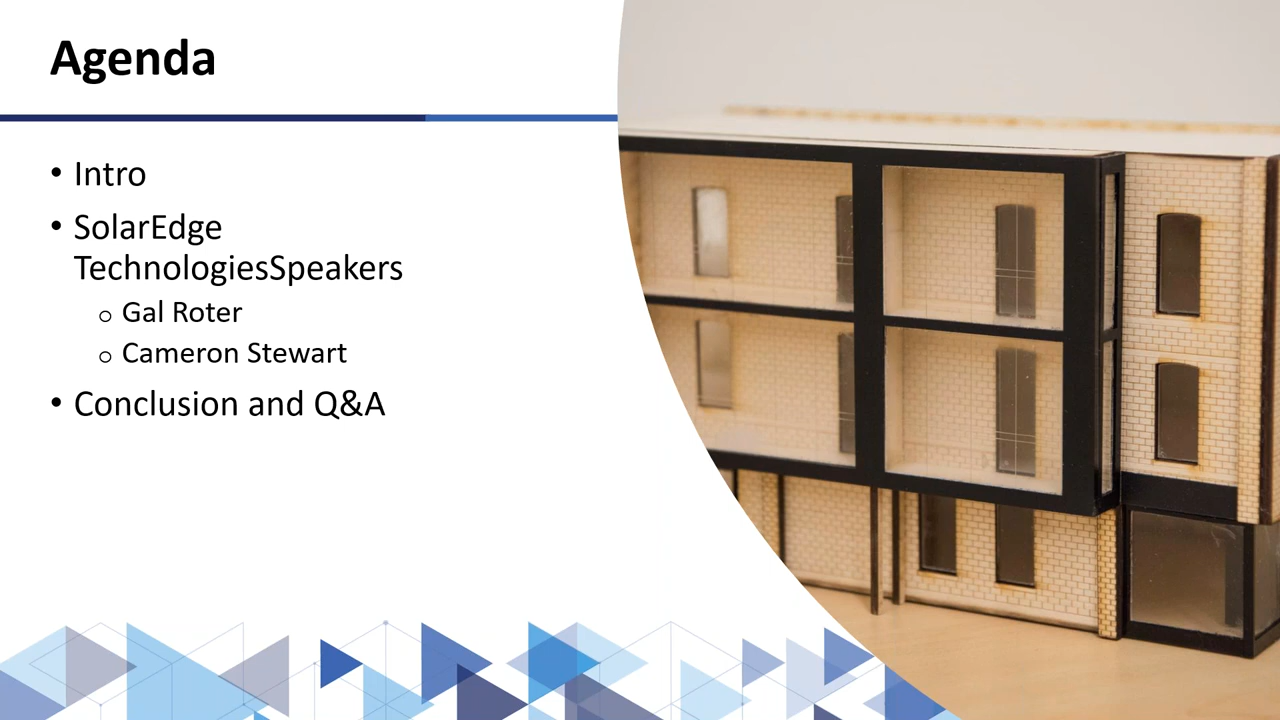 Agenda
• Intro
• SolarEdge
TechnologiesSpeakers
o Gal Roter
o Cameron Stewart
• Conclusion and Q&A